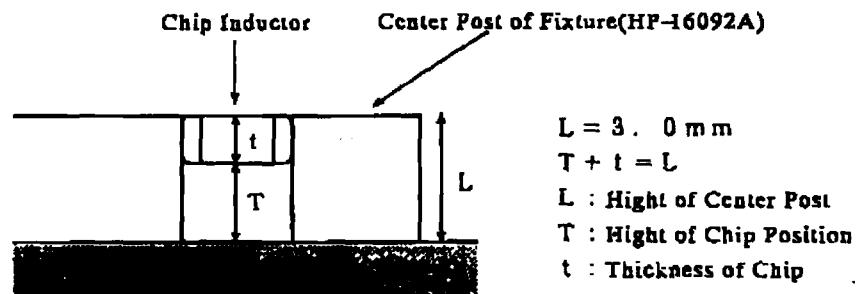 Chip Inductor
Center Post of Fixture(HP-16092A)
t
T
L
L = 3. 0 mm
T + t = L
L : Hight of Center Post
T : Hight of Chip Position
t : Thickness of Chip